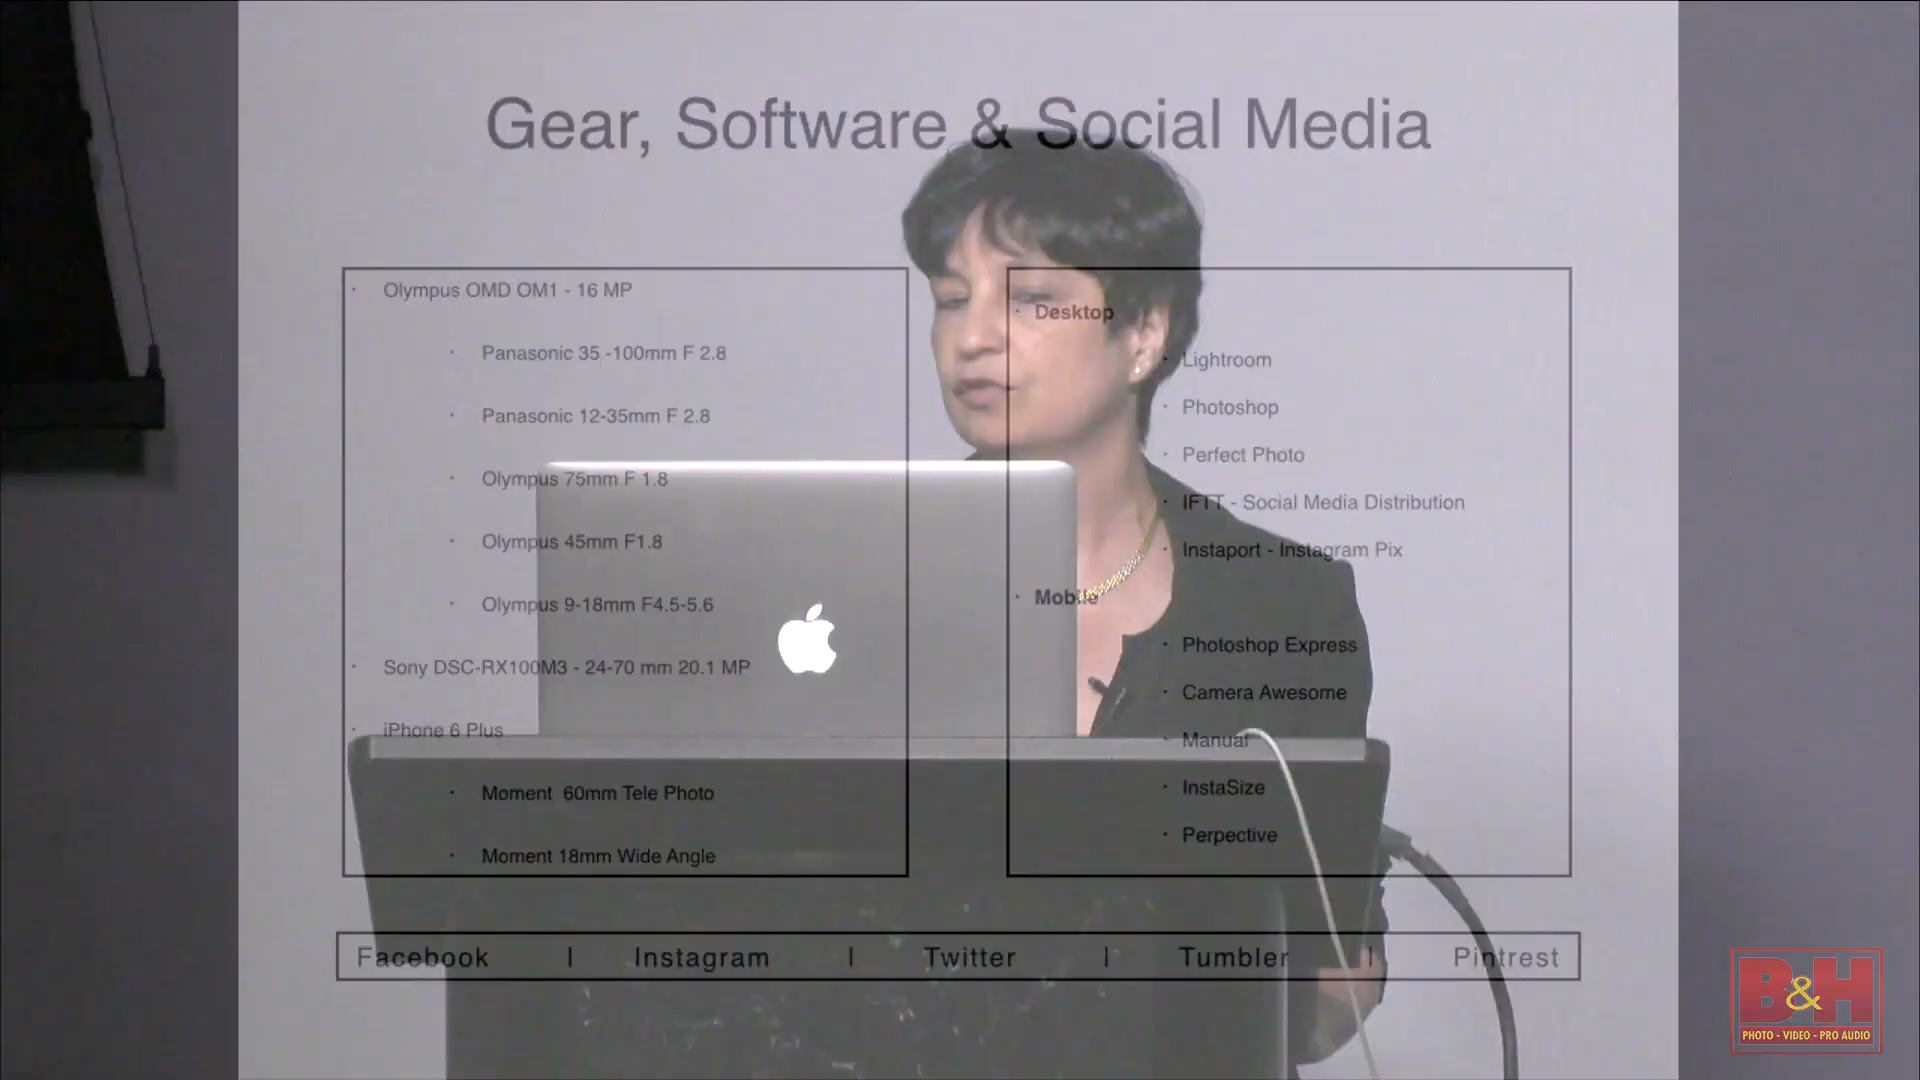 Gear, Software & Social Media
Olympus OMD OM1 - 16 MP
Panasonic 35 -100mm F 2.8
Panasonic 12-35mm F 2.8
Olympus 75mm F 1.8
Olympus 45mm F1.8
Olympus 9-18mm F4.5-5.6
Sony DSC-RX100M3 - 24-70 mm 20.1 MP
iPhone 6 Plus
Moment 60mm Tele Photo
Moment 18mm Wide Angle
Desktop
Lightroom
Photoshop
Perfect Photo
IFTT - Social Media Distribution
Instaport - Instagram Pix
Mobile
Photoshop Express
Camera Awesome
Manual
InstaSize
Perpective
Facebook | Instagram | Twitter | Tumbler | Pintrest
B&H
PHOTO - VIDEO - PRO AUDIO